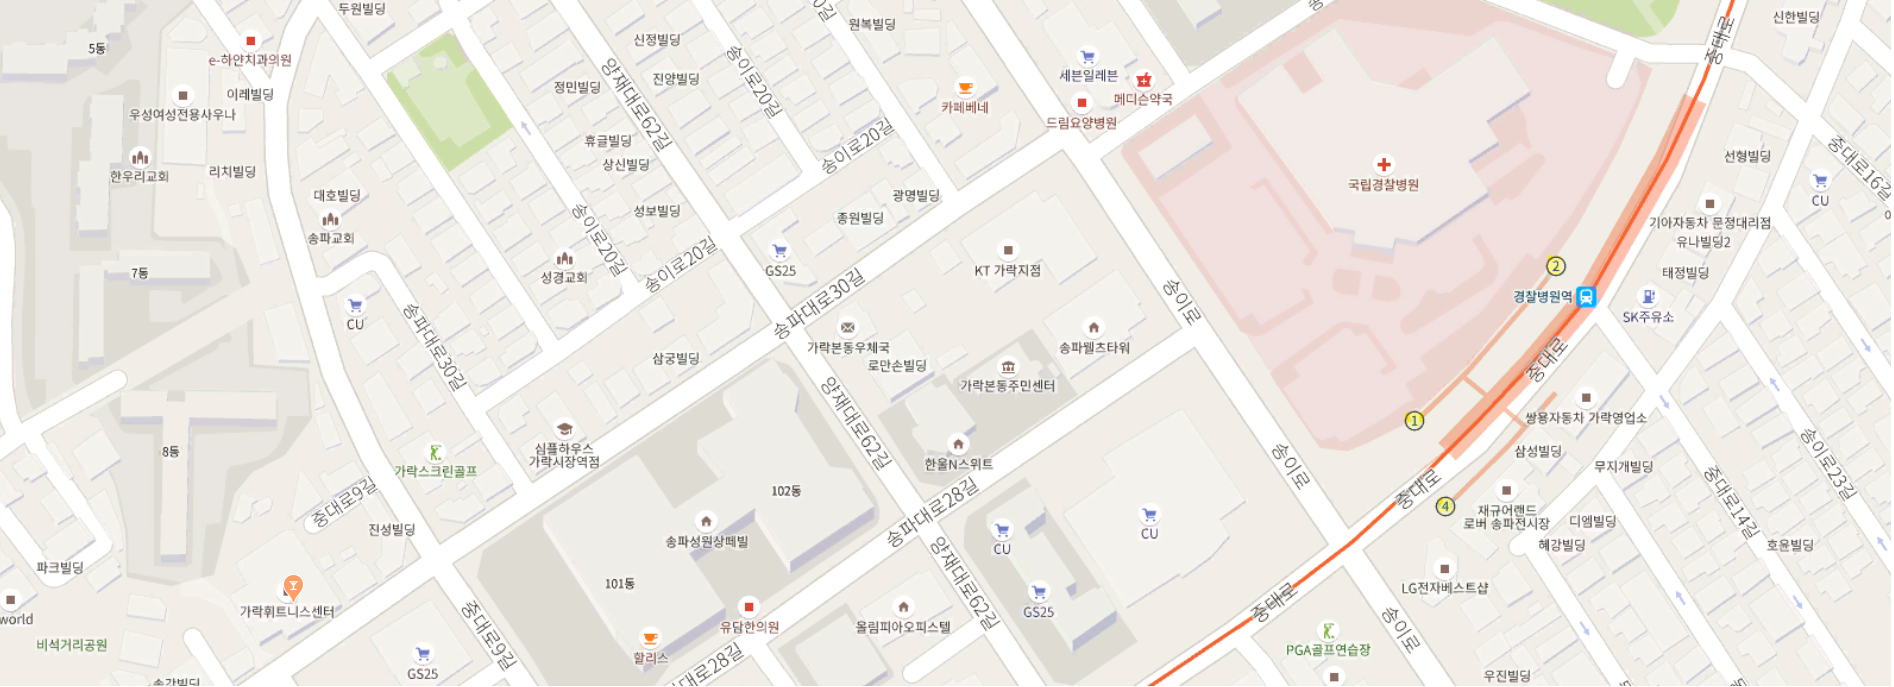 두원빌딩
원복빌딩
신한빌딩
5동
e-하얀치과의원
신정빌딩
송이로20길
중대로
세븐일레븐
진양빌딩
정민빌딩
이레빌딩
양재대로62길
메디슨약국
카페베네
우성여성전용사우나
드림요양병원
휴글빌딩
송이로20길
선형빌딩
상신빌딩
중대로16길
리치빌딩
한우리교회
국립경찰병원
대호빌딩
광명빌딩
CU
성보빌딩
종원빌딩
송파교회
송이로20길
기아자동차 문정대리점
유나빌딩2
송이로20길
GS25
KT 가락지점
7동
성경교회
2
태정빌딩
경찰병원역
송이로
송파대로30길
SK주유소
CU
가락본동우체국
송파웰츠타워
송파대로30길
삼궁빌딩
로만손빌딩
중대로
가락본동주민센터
1
쌍용자동차 가락영업소
양재대로62길
심플하우스
가락시장역점
8동
삼성빌딩
송이로23길
가락스크린골프
한울N스위트
무지개빌딩
송이로
102동
중대로
중대로9길
4
재규어랜드
로버 송파전시장
중대로14길
송파대로28길
진성빌딩
CU
CU
디엠빌딩
송파성원상떼빌
혜강빌딩
호윤빌딩
파크빌딩
101동
양재대로62길
LG전자베스트샵
world
가락휘트니스센터
GS25
중대로
유담한의원
올림피아오피스텔
송이로
중대로9길
비석거리공원
할리스
PGA골프연습장
GS25
대로28길
우진빌딩